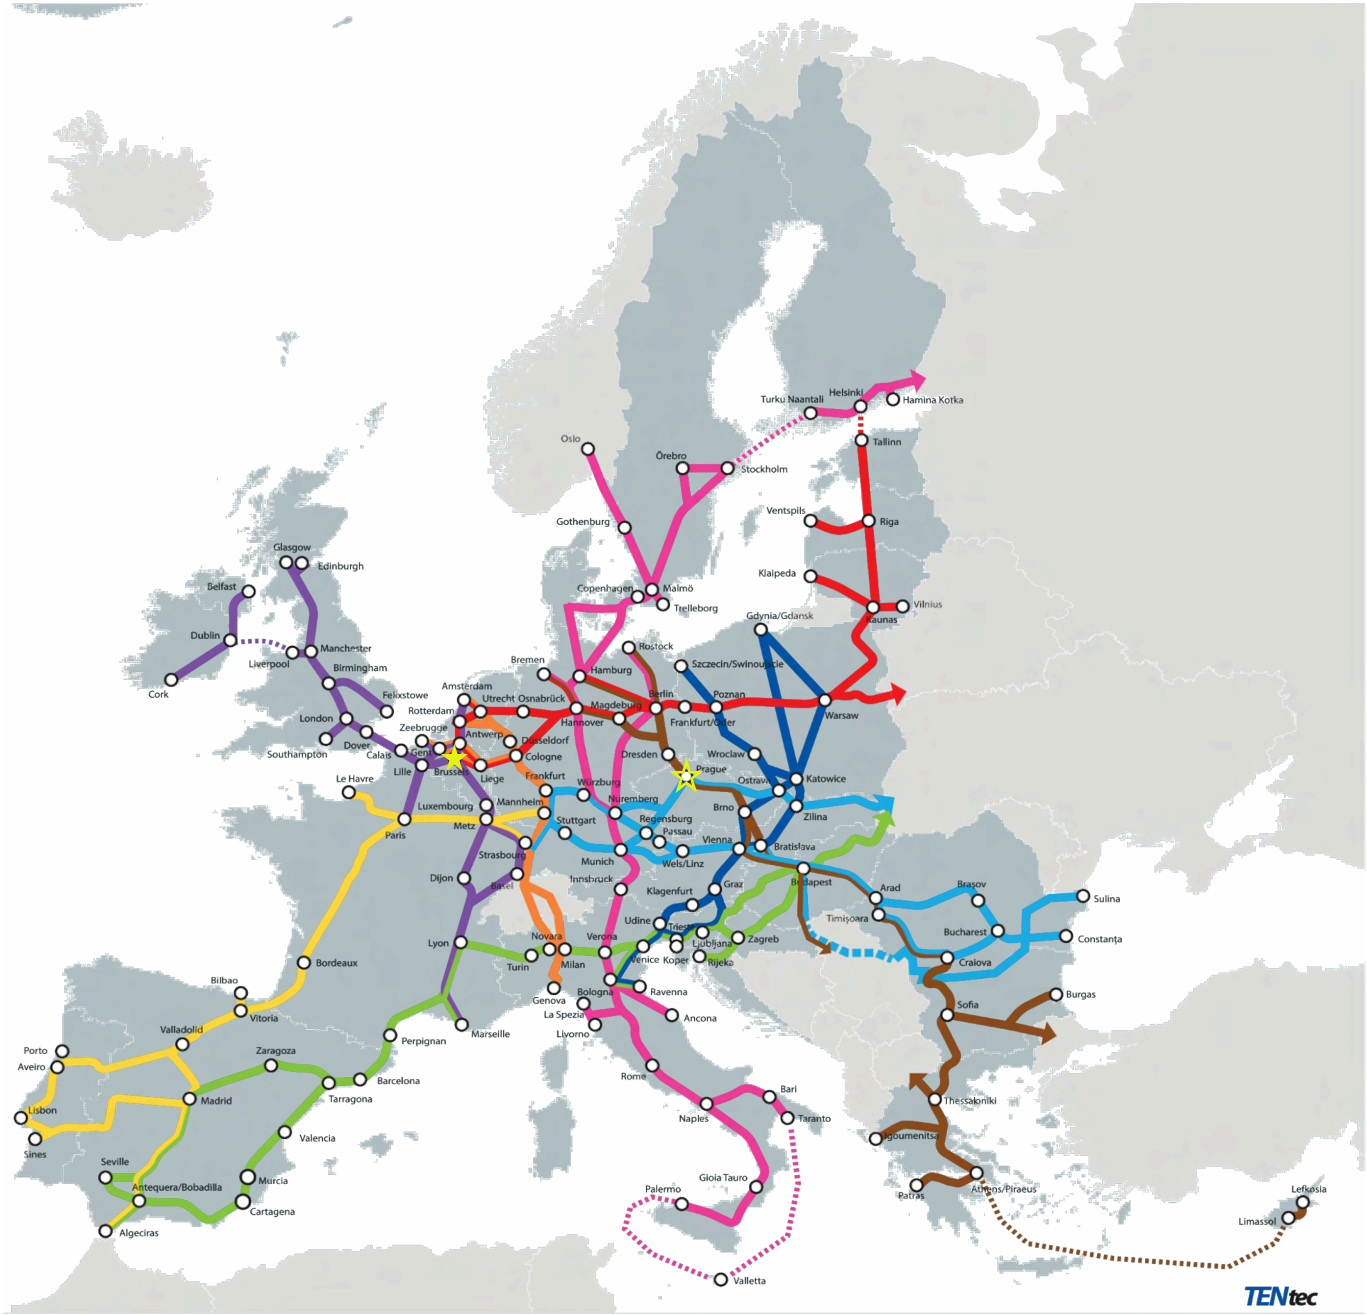 Helsinki
Turku Naantali
Hamina Kotka
Oslo
Tallinn
Örebro
Stockholm
Ventspils
Gothenburg
Riga
Glasgow
Edinburgh
Klaipeda
Belfast
Copenhagen
Malmö
Trelleborg
Vilnius
Kaunas
Gdynia/Gdansk
Dublin
Manchester
Liverpool
Rostock
Birmingham
Bremen
Hamburg
Szczecin/Swinoujscie
Cork
Felixstowe
Amsterdam
Utrecht
Osnabrück
Berlin
Poznan
London
Rotterdam
Magdeburg
Hannover
Frankfurt/Oder
Warsaw
Zeebrugge
Antwerp
Düsseldorf
Dover
Southampton
Calais
Gent
Cologne
Dresden
Wroclaw
Lille
Brussels
Liege
Prague
Le Havre
Frankfurt
Würzburg
Ostrava
Katowice
Luxembourg
Mannheim
Nuremberg
Brno
Zilina
Paris
Metz
Stuttgart
Regensburg
Passau
Vienna
Bratislava
Strasbourg
Munich
Wels/Linz
Dijon
Basel
Innsbruck
Klagenfurt
Graz
Budapest
Arad
Braşov
Sulina
Timişoara
Udine
Trieste
Bucharest
Constanţa
Lyon
Novara
Verona
Ljubljana
Zagreb
Turin
Milan
Venice
Koper
Rijeka
Craiova
Bordeaux
Bilbao
Genova
Bologna
Ravenna
Burgas
Vitoria
La Spezia
Ancona
Sofia
Valladolid
Marseille
Livorno
Perpignan
Porto
Zaragoza
Aveiro
Rome
Barcelona
Bari
Madrid
Tarragona
Thessaloniki
Lisbon
Naples
Taranto
Valencia
Igoumenitsa
Sines
Seville
Murcia
Gioia Tauro
Antequera/Bobadilla
Palermo
Patras
Athens/Piraeus
Lefkosia
Cartagena
Limassol
Algeciras
Valletta
TENtec